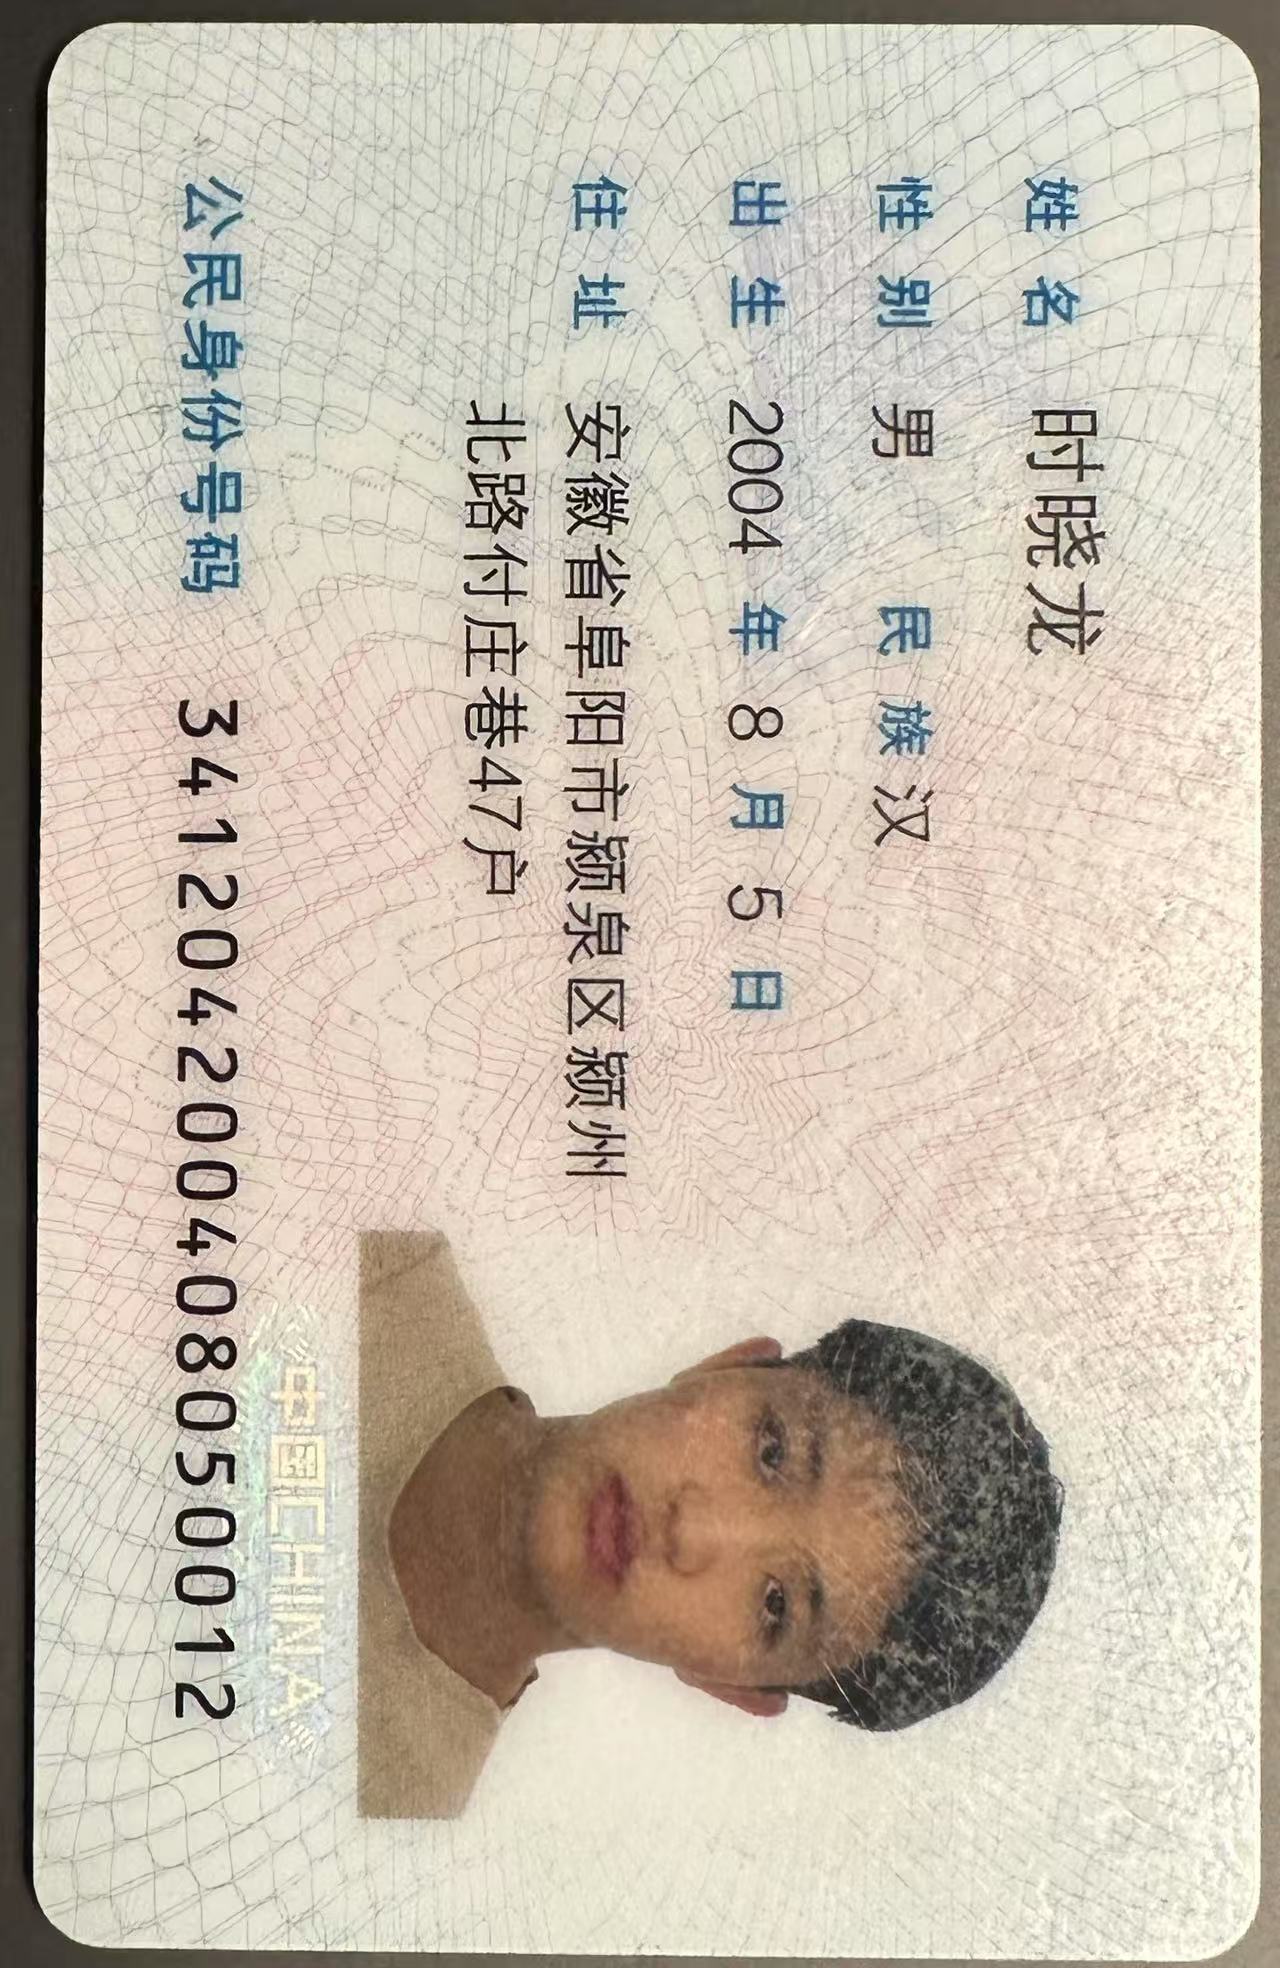 姓名 时晓龙
性别 男 民族 汉
出生 2004 年 8 月 5 日
住址 安徽省阜阳市颍泉区颍州
北路付庄巷47户
中国CHINA
公民身份号码 341204200408050012